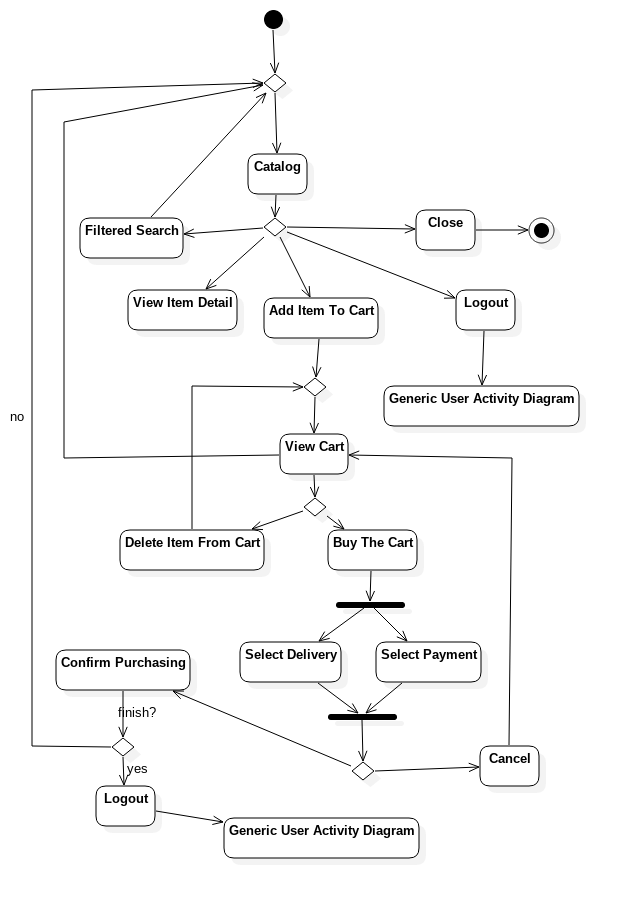 Catalog
Filtered Search
Close
View Item Detail
Add Item To Cart
Logout
Generic User Activity Diagram
no
View Cart
Delete Item From Cart
Buy The Cart
Select Delivery
Select Payment
Confirm Purchasing
finish?
Cancel
yes
Logout
Generic User Activity Diagram